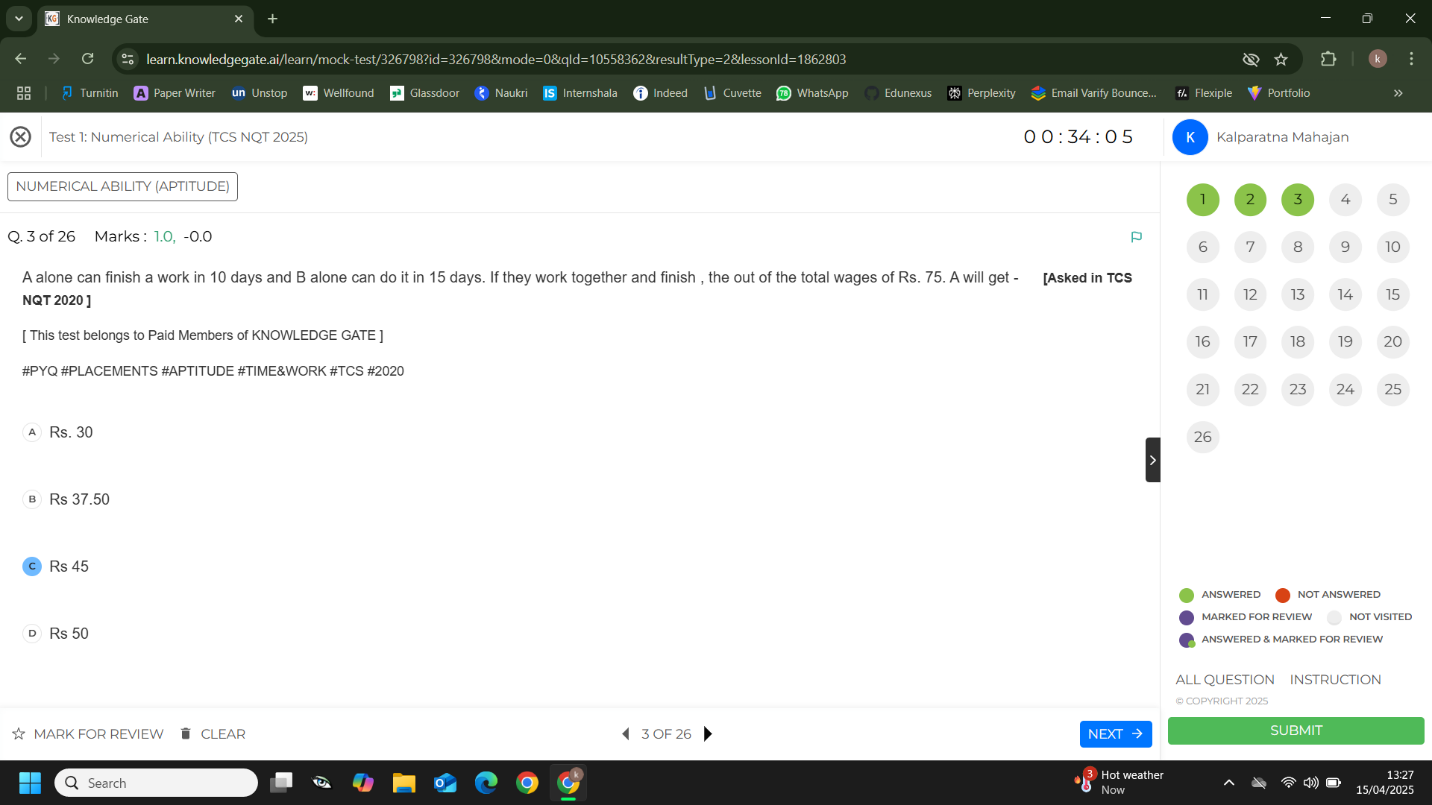 Knowledge Gate
learn.knowledgegate.ai/learn/mock-test/326798?id=326798&mode=0&qId=10558362&resultType=2&lessonId=1862803
k
Turnitin
A Paper Writer
un Unstop
w: Wellfound
Glassdoor
Naukri
IS Internshala
Indeed
Cuvette
78 WhatsApp
Edunexus
Perplexity
Email Varify Bounce...
Flexiple
Portfolio
»
Test 1: Numerical Ability (TCS NQT 2025)
00:34:05
K Kalparatna Mahajan
NUMERICAL ABILITY (APTITUDE)
Q. 3 of 26 Marks : 1.0, -0.0
A alone can finish a work in 10 days and B alone can do it in 15 days. If they work together and finish , the out of the total wages of Rs. 75. A will get - [Asked in TCS
NQT 2020 ]
[ This test belongs to Paid Members of KNOWLEDGE GATE ]
#PYQ #PLACEMENTS #APTITUDE #TIME&WORK #TCS #2020
A Rs. 30
B Rs 37.50
C Rs 45
D Rs 50
1 2 3 4 5
6 7 8 9 10
11 12 13 14 15
16 17 18 19 20
21 22 23 24 25
26
ANSWERED NOT ANSWERED
MARKED FOR REVIEW NOT VISITED
ANSWERED & MARKED FOR REVIEW
ALL QUESTION INSTRUCTION
© COPYRIGHT 2025
SUBMIT
MARK FOR REVIEW CLEAR
3 OF 26
NEXT →
Search
3 Hot weather
Now
13:27
15/04/2025